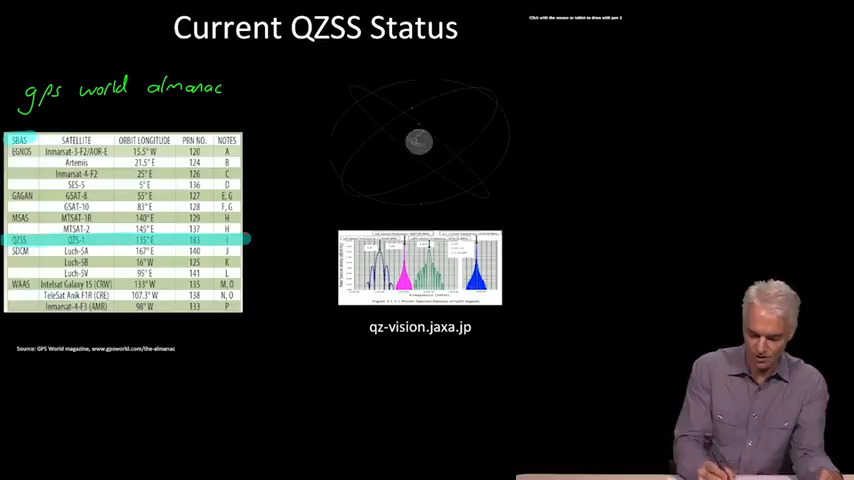 Current QZSS Status
Click with the mouse or tablet to draw with pen 3
gps world almanac
SBAS SATELLITE ORBIT LONGITUDE PRN NO. NOTES
EGNOS Inmarsat-3-F2/AOR-E 15.5° W 120 A
Artemis 21.5° E 124 B
Inmarsat-4-F2 25° E 126 C
SES-5 5° E 136 D
GAGAN GSAT-8 55° E 127 E, G
GSAT-10 83° E 128 F, G
MSAS MTSAT-1R 140° E 129 H
MTSAT-2 145° E 137 H
QZSS QZS-1 135° E 183 I
SDCM Luch-5A 167° E 140 J
Luch-5B 16° W 125 K
Luch-5V 95° E 141 L
WAAS Intelsat Galaxy 15 (CRW) 133° W 135 M, O
TeleSat Anik F1R (CRE) 107.3° W 138 N, O
Inmarsat-4-F3 (AMR) 98° W 133 P
qz-vision.jaxa.jp
Source: GPS World magazine, www.gpsworld.com/the-almanac